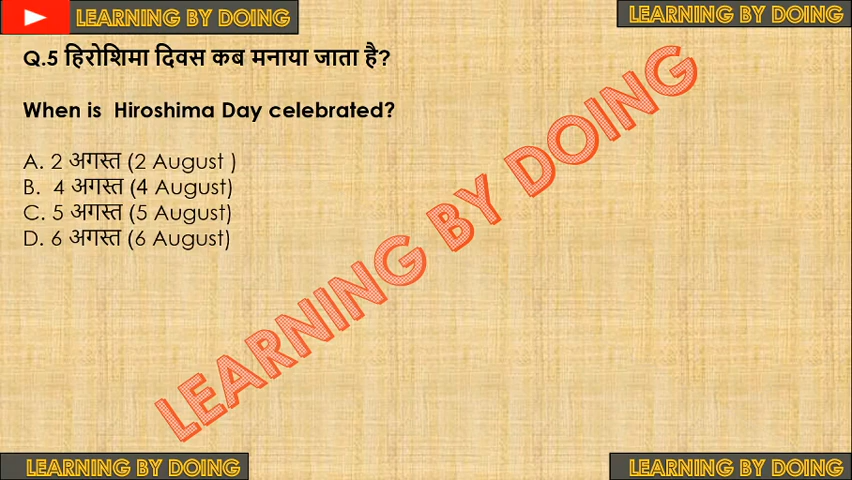 LEARNING BY DOING
LEARNING BY DOING
Q.5 हिरोशिमा दिवस कब मनाया जाता है?
When is Hiroshima Day celebrated?
A. 2 अगस्त (2 August )
B. 4 अगस्त (4 August)
C. 5 अगस्त (5 August)
D. 6 अगस्त (6 August)
LEARNING BY DOING
LEARNING BY DOING
LEARNING BY DOING